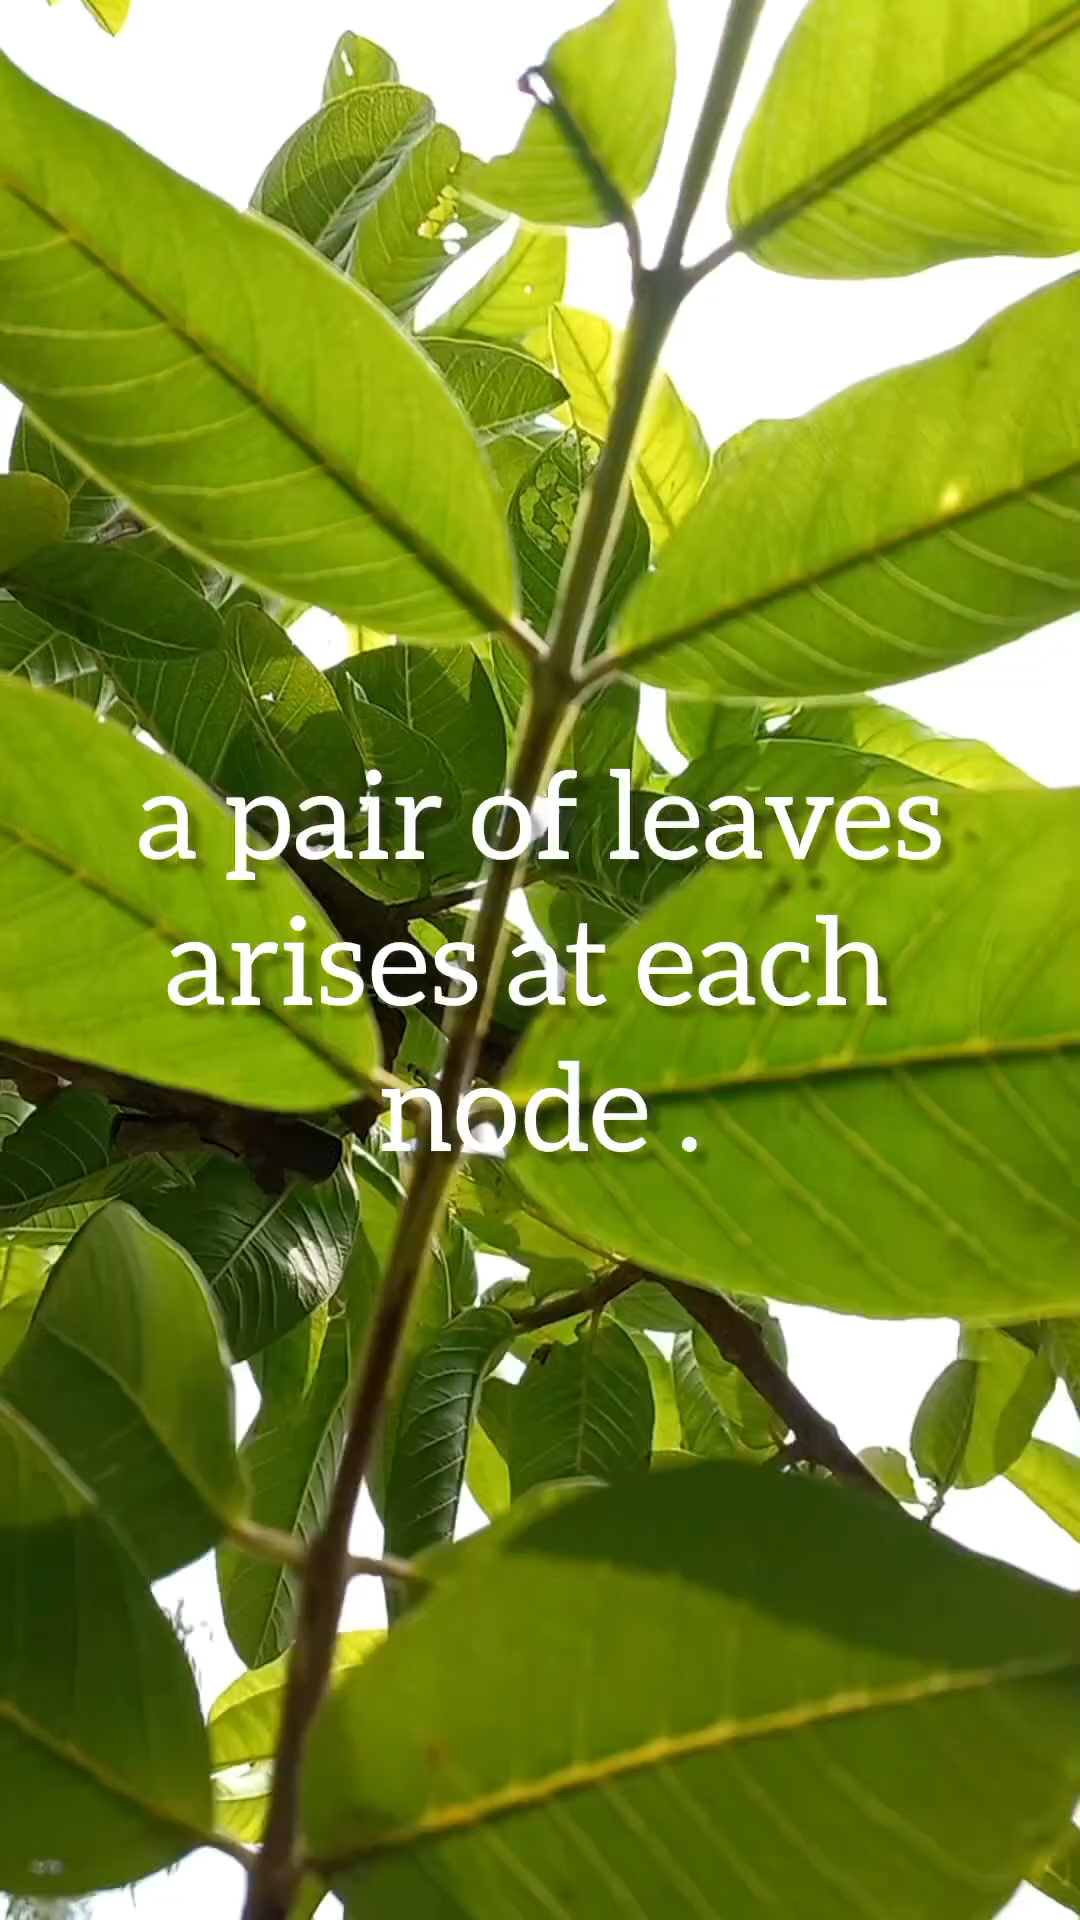 a pair of leaves
arises at each
node .